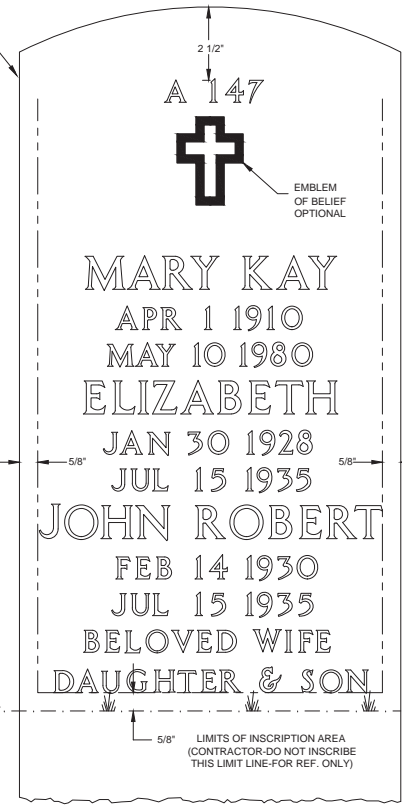 2 1/2"
A 147
EMBLEM
OF BELIEF
OPTIONAL
MARY KAY
APR 1 1910
MAY 10 1980
ELIZABETH
JAN 30 1928
5/8" 5/8"
JUL 15 1935
JOHN ROBERT
FEB 14 1930
JUL 15 1935
BELOVED WIFE
DAUGHTER & SON
5/8" LIMITS OF INSCRIPTION AREA
(CONTRACTOR-DO NOT INSCRIBE
THIS LIMIT LINE-FOR REF. ONLY)